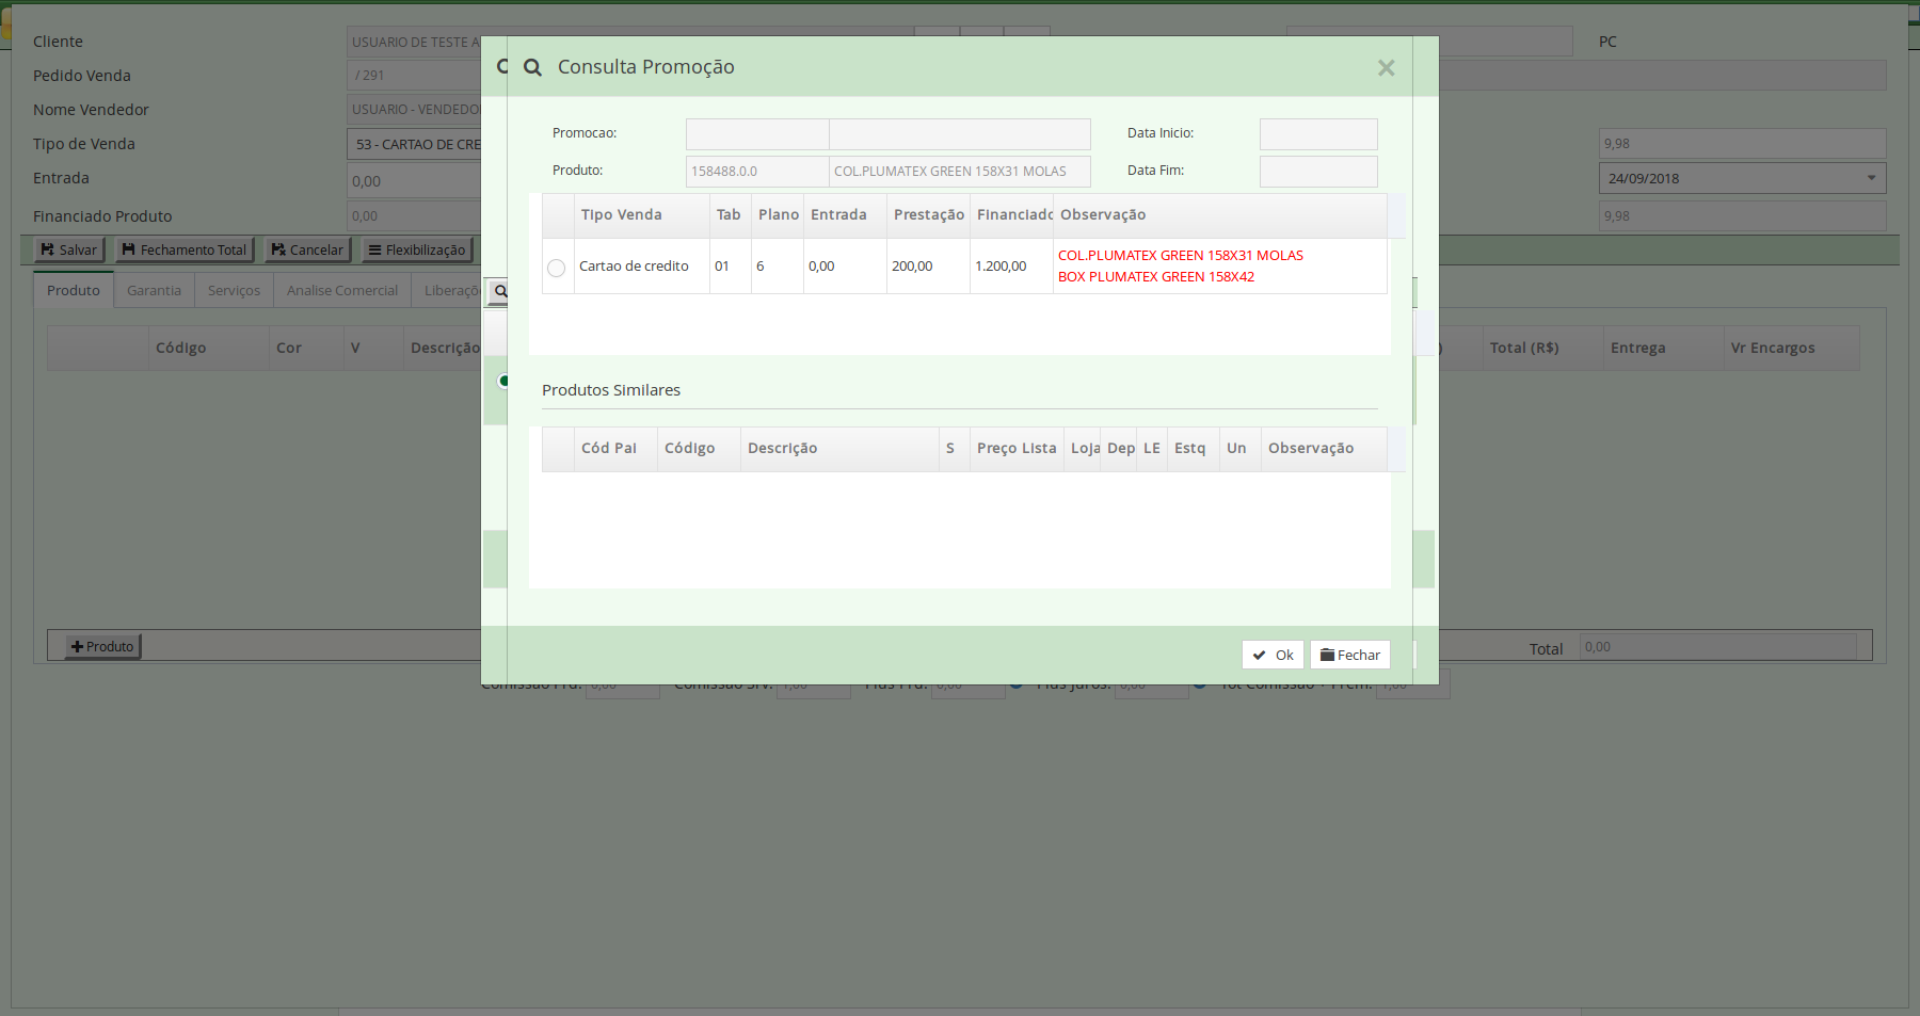 Cliente
USUARIO DE TESTE A
PC
Pedido Venda
/ 291
Nome Vendedor
USUARIO - VENDEDO
Tipo de Venda
53 - CARTAO DE CRE
9,98
Entrada
0,00
24/09/2018
Financiado Produto
0,00
9,98
Salvar
Fechamento Total
Cancelar
Flexibilização
Produto
Garantia
Serviços
Analise Comercial
Código
Cor
V
Descrição
Total (R$)
Entrega
Vr Encargos
Produto
Total
0,00
Consulta Promoção
Promocao:
Data Inicio:
Produto:
158488.0.0
COL.PLUMATEX GREEN 158X31 MOLAS
Data Fim:
Tipo Venda
Tab
Plano
Entrada
Prestação
Financiado
Observação
Cartao de credito
01
6
0,00
200,00
1.200,00
COL.PLUMATEX GREEN 158X31 MOLAS
BOX PLUMATEX GREEN 158X42
Produtos Similares
Cód Pai
Código
Descrição
S
Preço Lista
Loja
Dep
LE
Estq
Un
Observação
Ok
Fechar